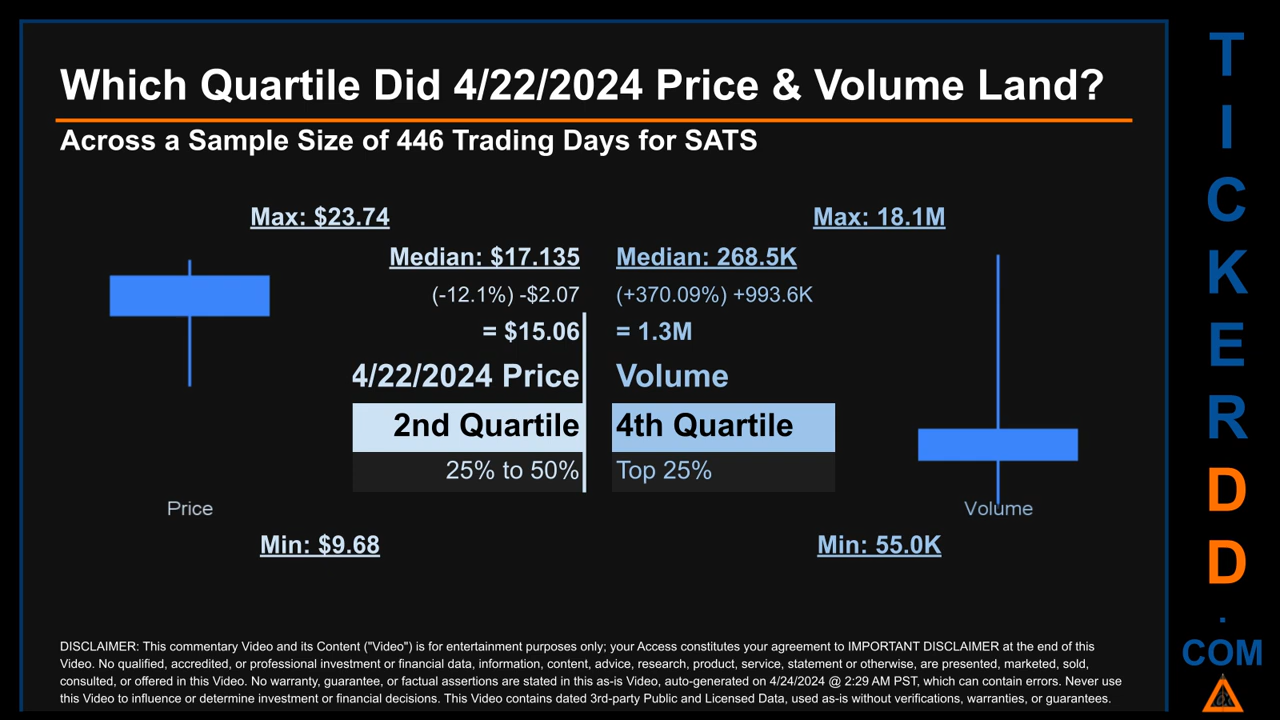 Which Quartile Did 4/22/2024 Price & Volume Land?
Across a Sample Size of 446 Trading Days for SATS
Max: $23.74
Max: 18.1M
Median: $17.135
Median: 268.5K
(-12.1%) -$2.07
(+370.09%) +993.6K
= $15.06
= 1.3M
4/22/2024 Price
Volume
2nd Quartile
4th Quartile
25% to 50%
Top 25%
Price
Volume
Min: $9.68
Min: 55.0K
DISCLAIMER: This commentary Video and its Content ("Video") is for entertainment purposes only; your Access constitutes your agreement to IMPORTANT DISCLAIMER at the end of this
Video. No qualified, accredited, or professional investment or financial data, information, content, advice, research, product, service, statement or otherwise, are presented, marketed, sold,
consulted, or offered in this Video. No warranty, guarantee, or factual assertions are stated in this as-is Video, auto-generated on 4/24/2024 @ 2:29 AM PST, which can contain errors. Never use
this Video to influence or determine investment or financial decisions. This Video contains dated 3rd-party Public and Licensed Data, used as-is without verifications, warranties, or guarantees.
T
I
C
K
E
R
D
D
.
COM